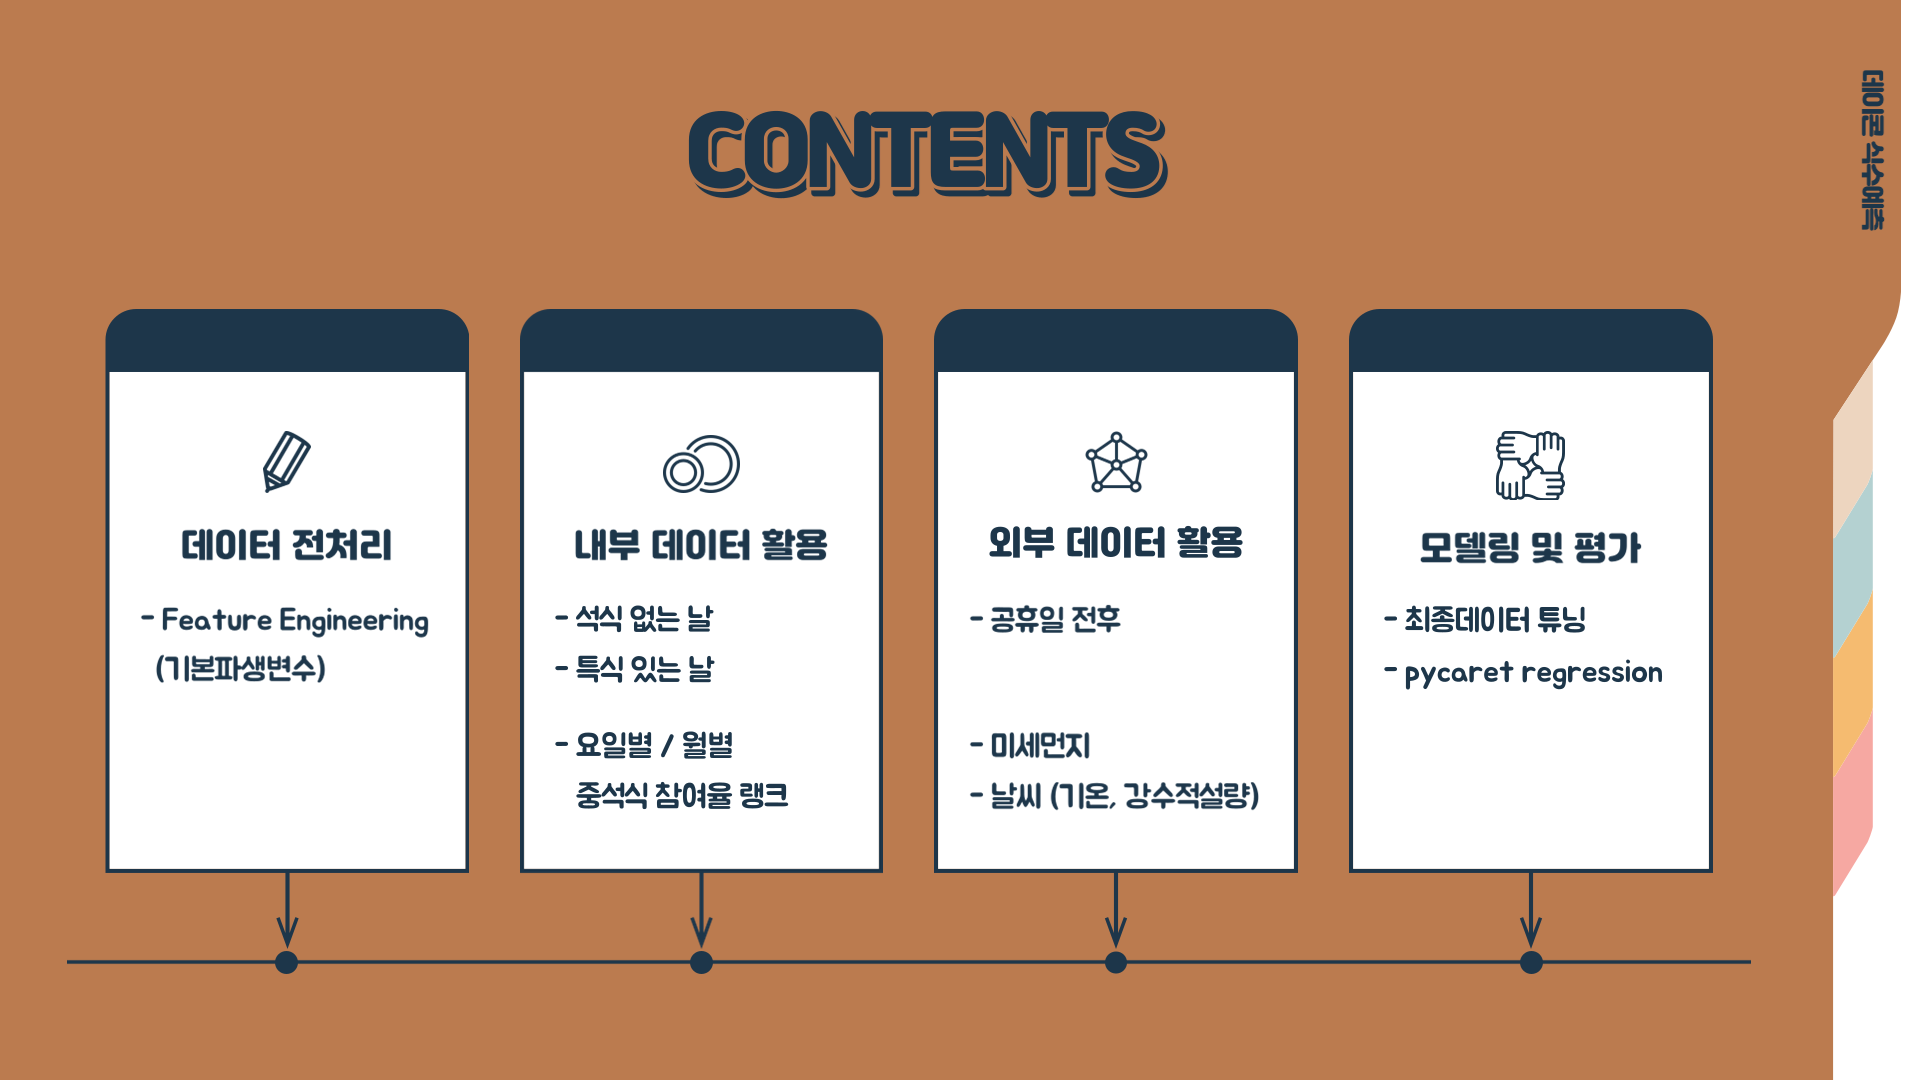 CONTENTS
데이콘 식수예측
데이터 전처리
- Feature Engineering
(기본파생변수)
내부 데이터 활용
- 석식 없는 날
- 특식 있는 날
- 요일별 / 월별
중석식 참여율 랭크
외부 데이터 활용
- 공휴일 전후
- 미세먼지
- 날씨 (기온, 강수적설량)
모델링 및 평가
- 최종데이터 튜닝
- pycaret regression